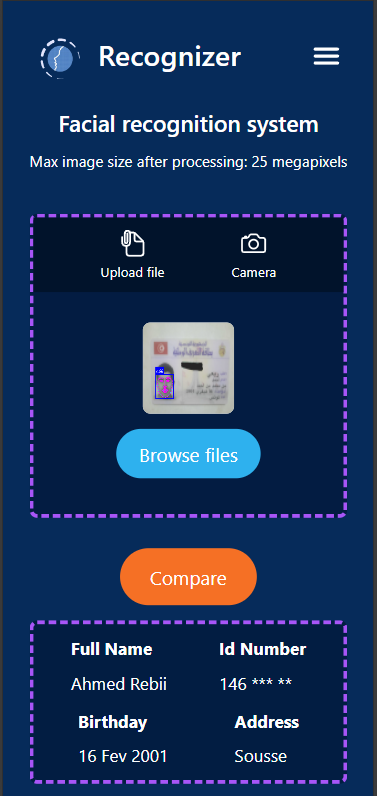 Recognizer
Facial recognition system
Max image size after processing: 25 megapixels
Upload file Camera
Browse files
Compare
Full Name Id Number
Ahmed Rebii 146 *** **
Birthday Address
16 Fev 2001 Sousse